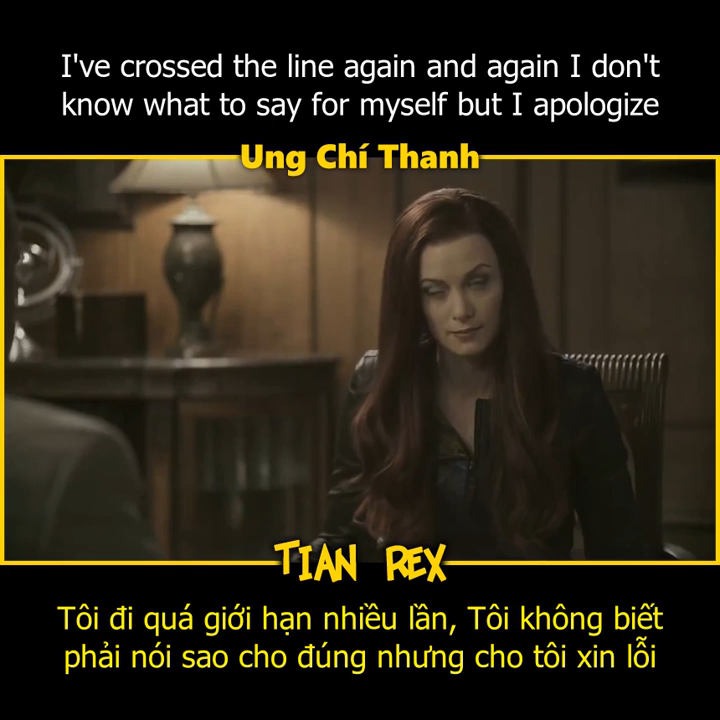 I've crossed the line again and again I don't
know what to say for myself but I apologize
Ung Chí Thanh
TIAN REX
Tôi đi quá giới hạn nhiều lần, Tôi không biết
phải nói sao cho đúng nhưng cho tôi xin lỗi